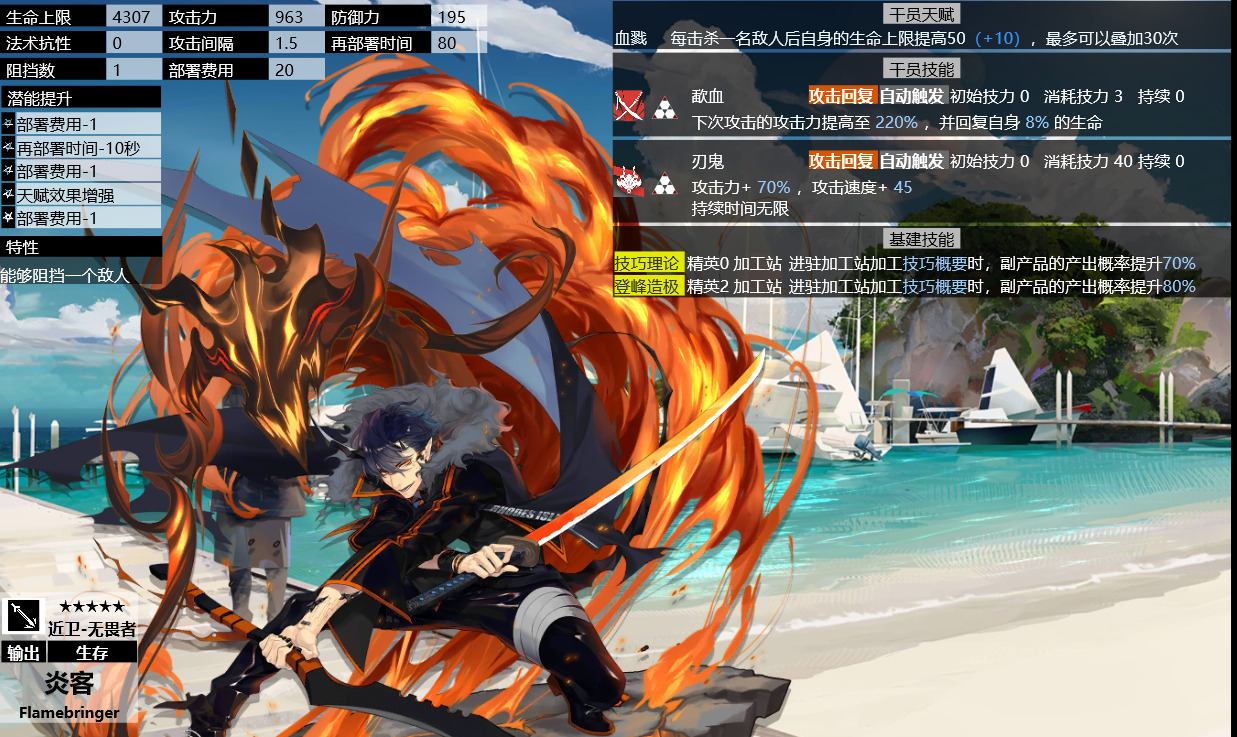 生命上限 4307 攻击力 963 防御力 195
法术抗性 0 攻击间隔 1.5 再部署时间 80
阻挡数 1 部署费用 20
潜能提升
部署费用-1
再部署时间-10秒
部署费用-1
天赋效果增强
部署费用-1
特性
能够阻挡一个敌人
干员天赋
血戮 每击杀一名敌人后自身的生命上限提高50（+10），最多可以叠加30次
干员技能
歃血 攻击回复 自动触发 初始技力 0 消耗技力 3 持续 0
下次攻击的攻击力提高至 220% ，并回复自身 8% 的生命
刃鬼 攻击回复 自动触发 初始技力 0 消耗技力 40 持续 0
攻击力+ 70% ，攻击速度+ 45
持续时间无限
基建技能
技巧理论 精英0 加工站 进驻加工站加工技巧概要时，副产品的产出概率提升70%
登峰造极 精英2 加工站 进驻加工站加工技巧概要时，副产品的产出概率提升80%
RHODES ISL
★★★★★
近卫-无畏者
输出 生存
炎客
Flamebringer